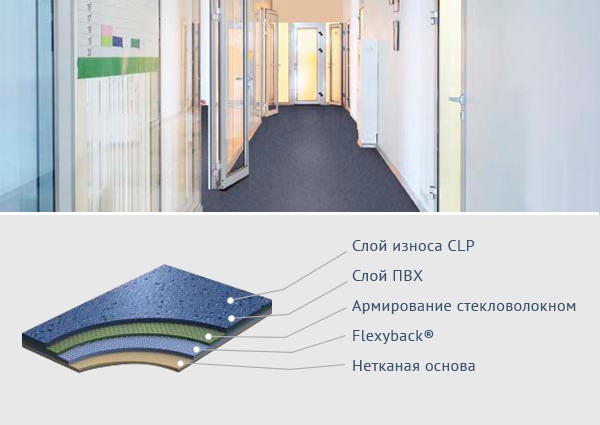 Слой износа CLP
Слой ПВХ
Армирование стекловолокном
Flexyback®
Нетканая основа